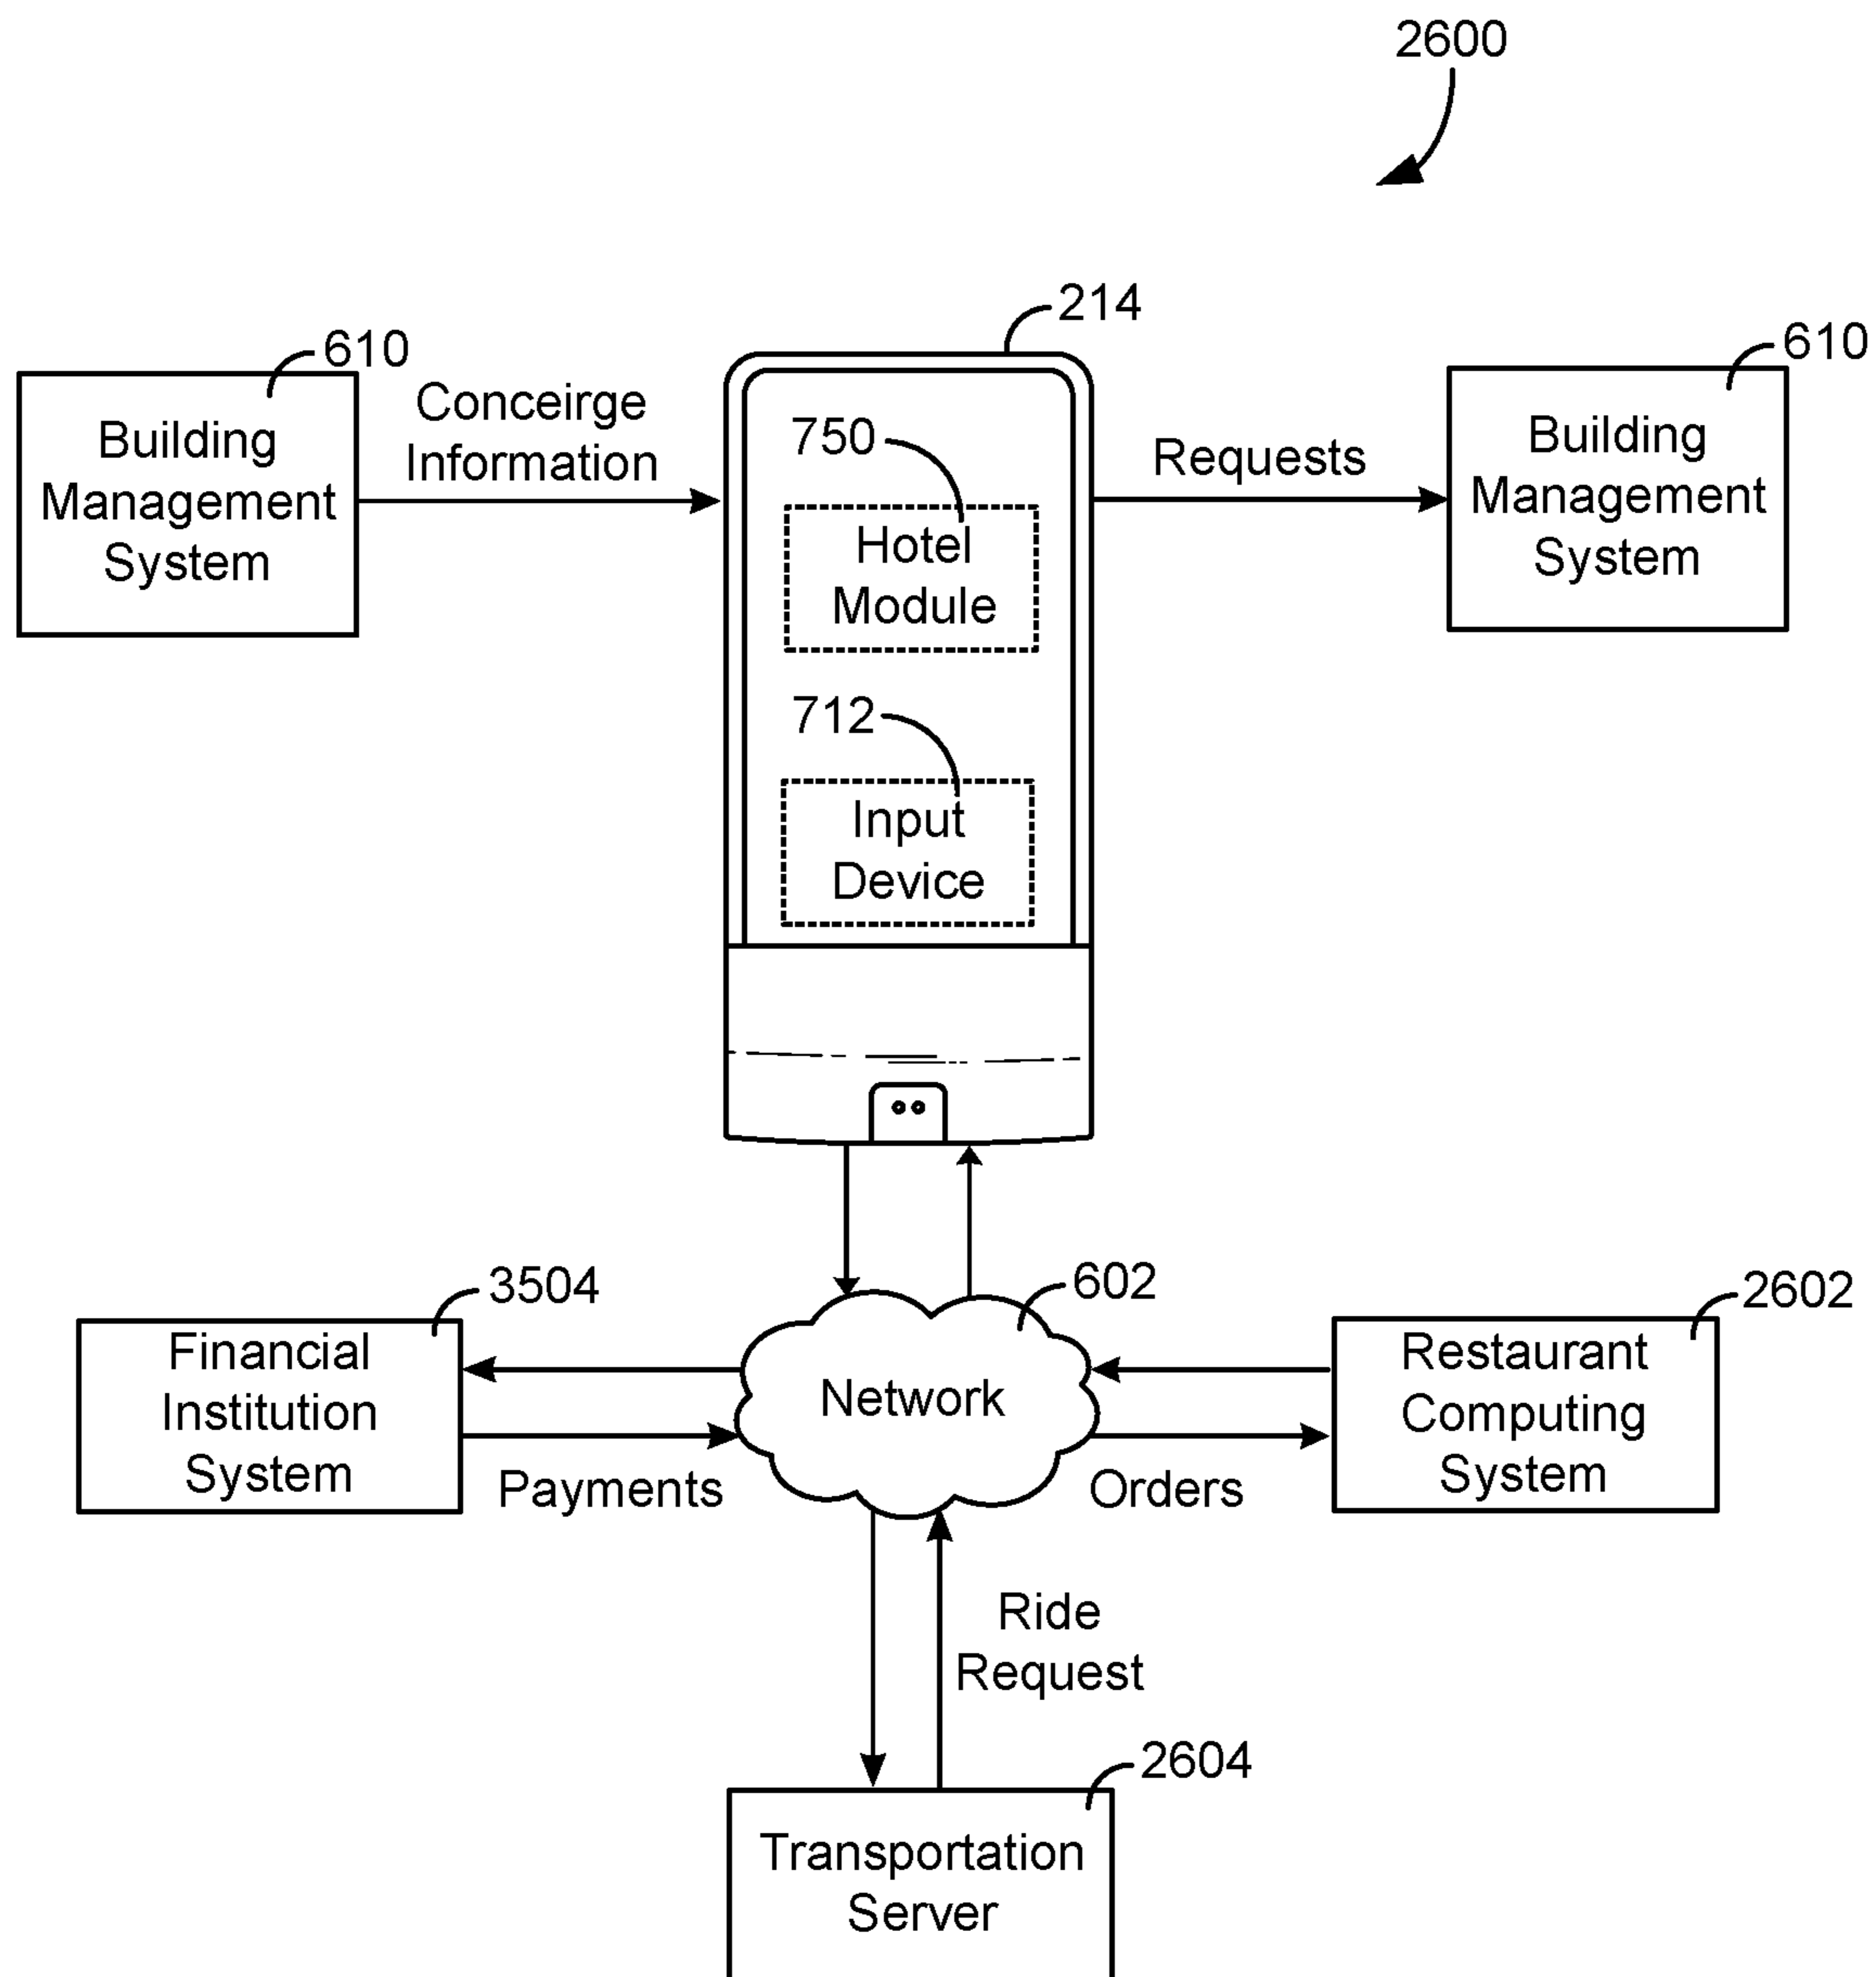 2600
214
610
Building
Management
System
Conceirge
Information
750
Hotel
Module
712
Input
Device
Requests
610
Building
Management
System
3504
Financial
Institution
System
Payments
602
Network
Orders
2602
Restaurant
Computing
System
Ride
Request
2604
Transportation
Server